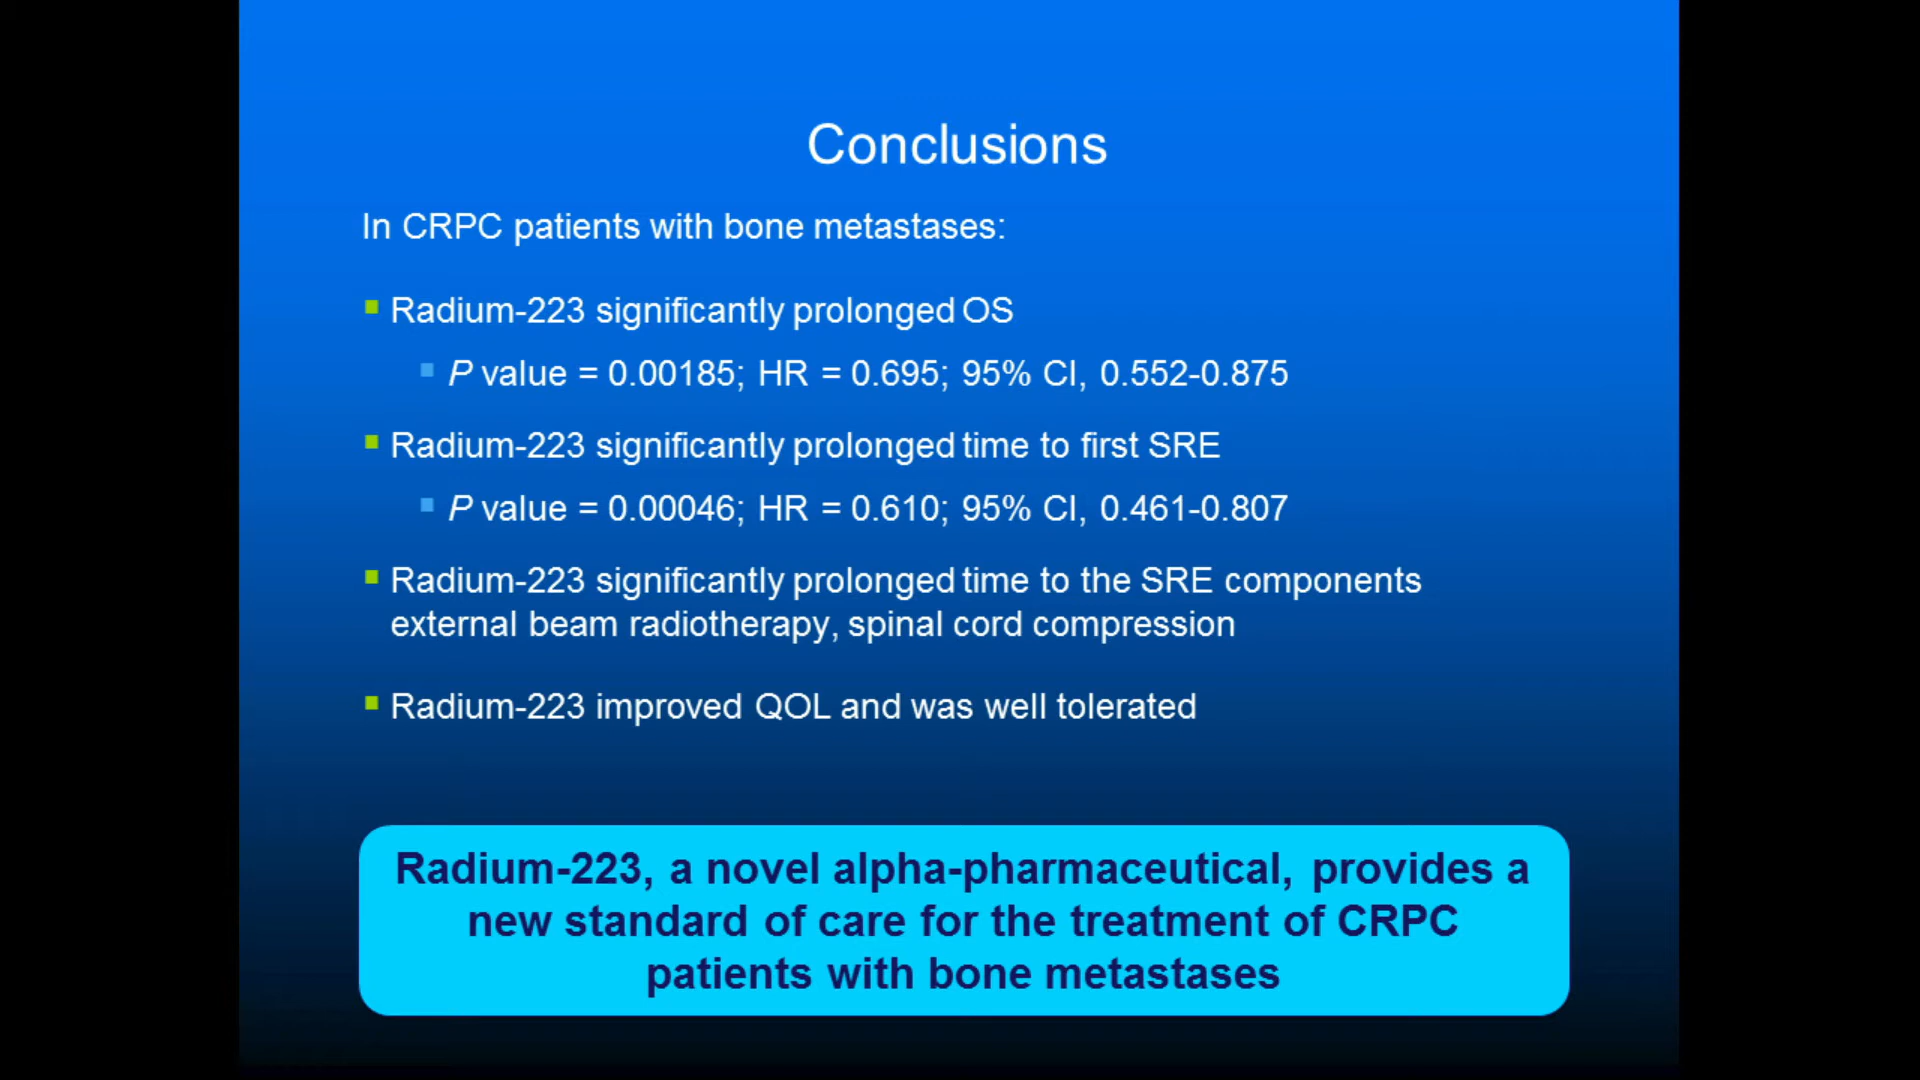 Conclusions
In CRPC patients with bone metastases:
Radium-223 significantly prolonged OS
P value = 0.00185; HR = 0.695; 95% CI, 0.552-0.875
Radium-223 significantly prolonged time to first SRE
P value = 0.00046; HR = 0.610; 95% CI, 0.461-0.807
Radium-223 significantly prolonged time to the SRE components
external beam radiotherapy, spinal cord compression
Radium-223 improved QOL and was well tolerated
Radium-223, a novel alpha-pharmaceutical, provides a
new standard of care for the treatment of CRPC
patients with bone metastases